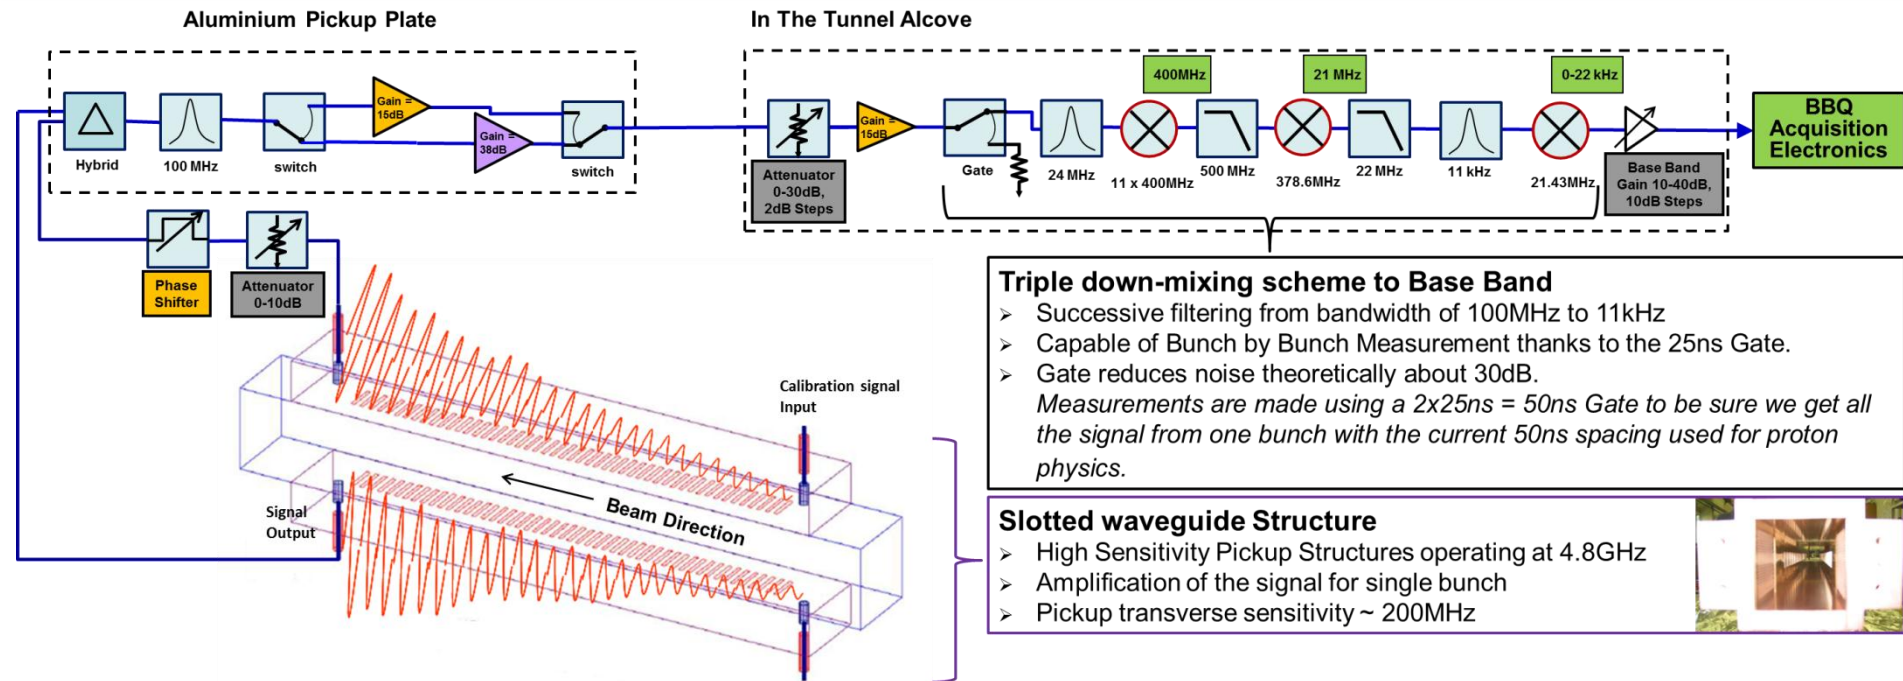 Aluminium Pickup Plate
In The Tunnel Alcove
Hybrid
100 MHz
switch
Gain =
15dB
Gain =
38dB
switch
Attenuator
0-30dB,
2dB Steps
Gain =
15dB
Gate
24 MHz
400MHz
11 x 400MHz
500 MHz
21 MHz
378.6MHz
22 MHz
11 kHz
0-22 kHz
21.43MHz
Base Band
Gain 10-40dB,
10dB Steps
BBQ
Acquisition
Electronics
Phase
Shifter
Attenuator
0-10dB
Calibration signal
Input
Beam Direction
Signal
Output
Triple down-mixing scheme to Base Band
➢ Successive filtering from bandwidth of 100MHz to 11kHz
➢ Capable of Bunch by Bunch Measurement thanks to the 25ns Gate.
➢ Gate reduces noise theoretically about 30dB.
Measurements are made using a 2x25ns = 50ns Gate to be sure we get all
the signal from one bunch with the current 50ns spacing used for proton
physics.
Slotted waveguide Structure
➢ High Sensitivity Pickup Structures operating at 4.8GHz
➢ Amplification of the signal for single bunch
➢ Pickup transverse sensitivity ~ 200MHz